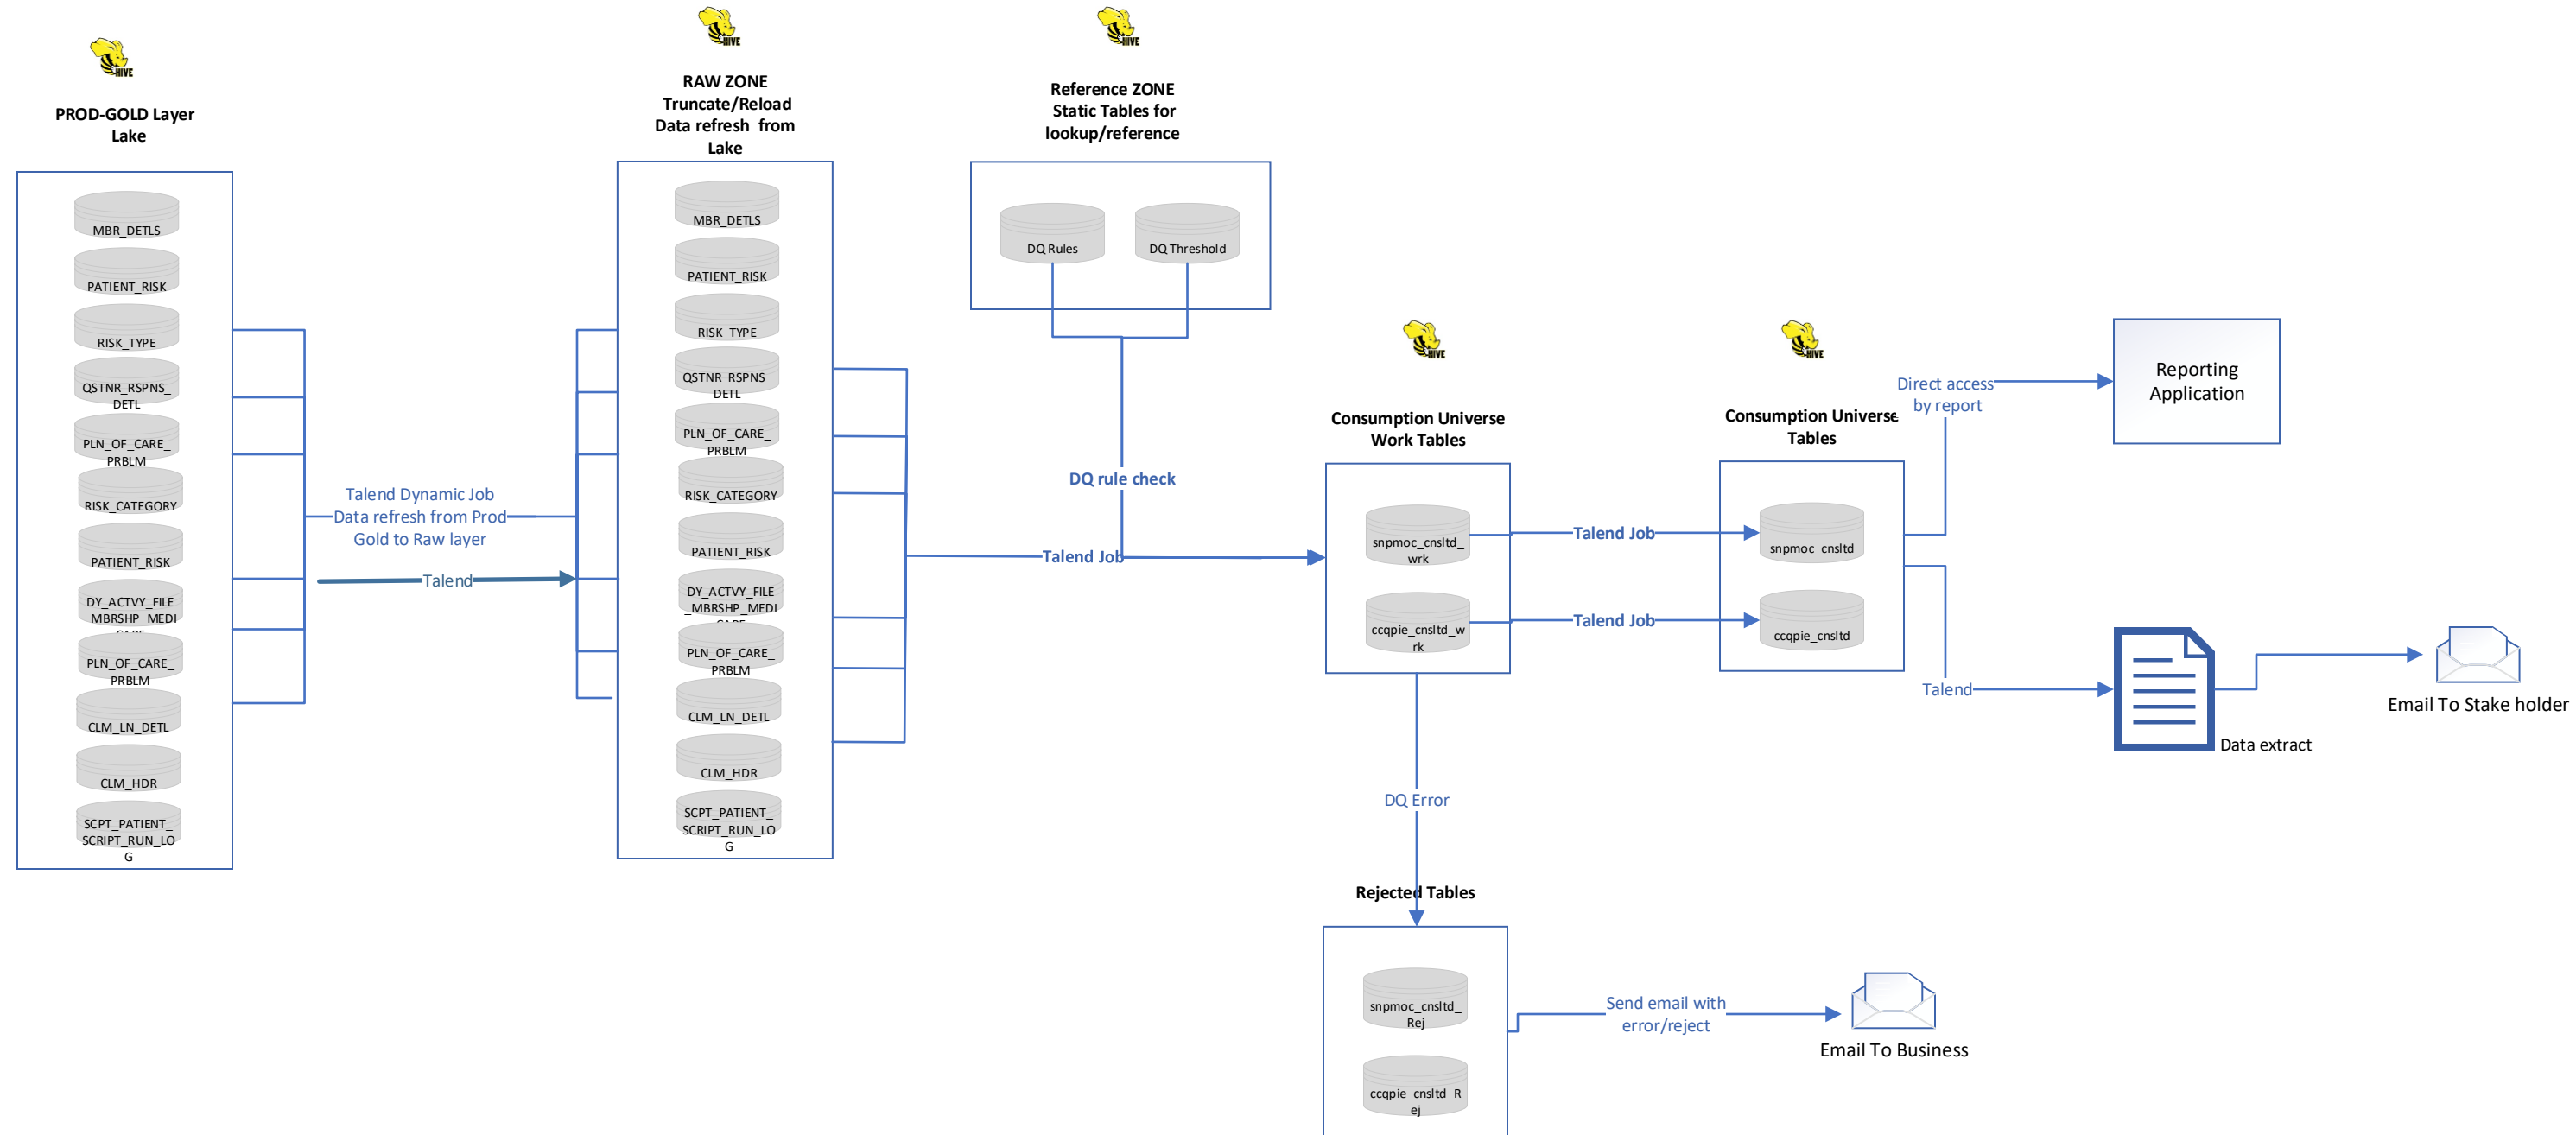 HIVE
PROD-GOLD Layer
Lake
MBR_DETLS
PATIENT_RISK
RISK_TYPE
QSTNR_RSPNS_
DETL
PLN_OF_CARE_
PRBLM
RISK_CATEGORY
PATIENT_RISK
DY_ACTVY_FILE
_MBRSHP_MEDI
PLN_OF_CARE_
PRBLM
CLM_LN_DETL
CLM_HDR
SCPT_PATIENT_
SCRIPT_RUN_LO
G
Talend Dynamic Job
Data refresh from Prod
Gold to Raw layer
Talend
HIVE
RAW ZONE
Truncate/Reload
Data refresh from
Lake
MBR_DETLS
PATIENT_RISK
RISK_TYPE
QSTNR_RSPNS_
DETL
PLN_OF_CARE_
PRBLM
RISK_CATEGORY
PATIENT_RISK
DY_ACTVY_FILE
_MBRSHP_MEDI
PLN_OF_CARE_
PRBLM
CLM_LN_DETL
CLM_HDR
SCPT_PATIENT_
SCRIPT_RUN_LO
G
HIVE
Reference ZONE
Static Tables for
lookup/reference
DQ Rules
DQ Threshold
DQ rule check
Talend Job
HIVE
Consumption Universe
Work Tables
snpmoc_cnsltd_
wrk
ccqpie_cnsltd_w
rk
Talend Job
Talend Job
HIVE
Consumption Universe
Tables
snpmoc_cnsltd
ccqpie_cnsltd
Direct access
by report
Reporting
Application
Talend
Data extract
Email To Stake holder
DQ Error
Rejected Tables
snpmoc_cnsltd_
Rej
ccqpie_cnsltd_R
ej
Send email with
error/reject
Email To Business